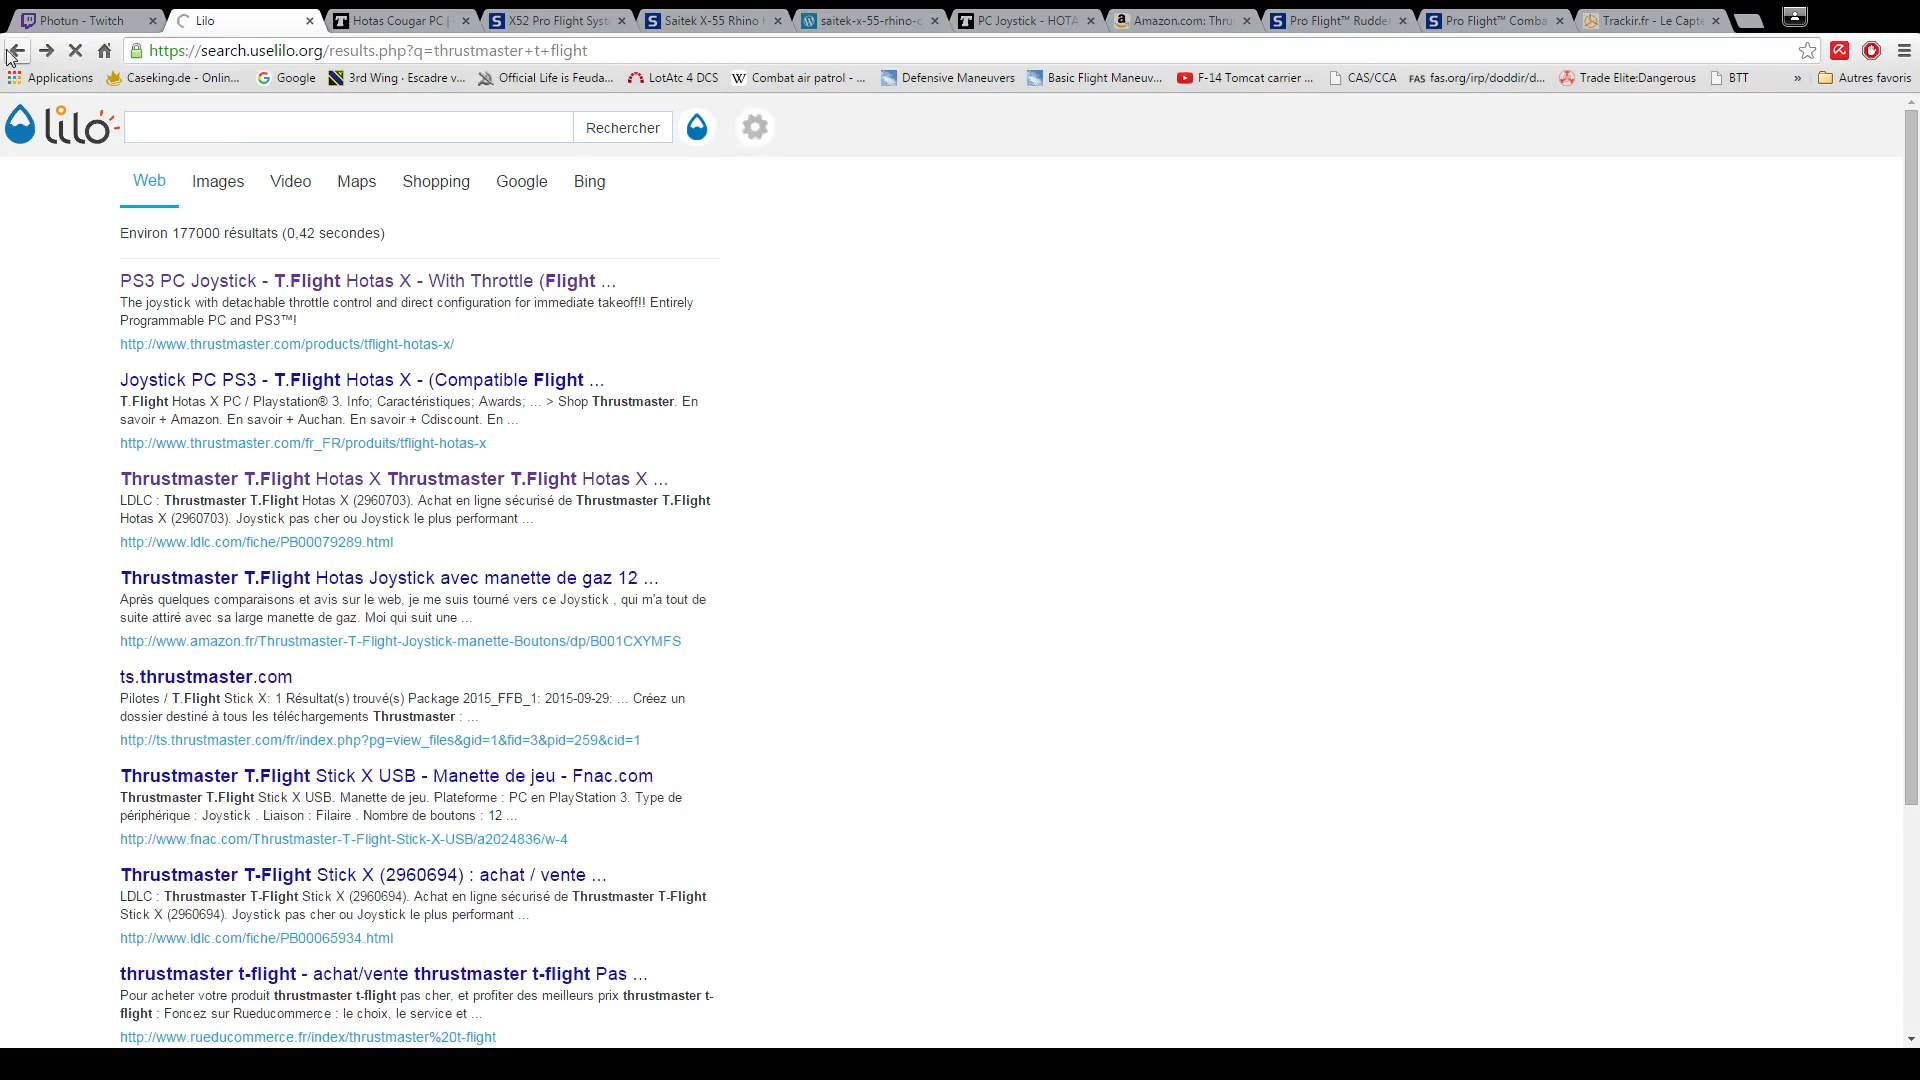 Photun - Twitch
Lilo
Hotas Cougar PC |
X52 Pro Flight Syst
Saitek X-55 Rhino H
saitek-x-55-rhino-c
PC Joystick - HOTA
Amazon.com: Thru
Pro Flight™ Rudde
Pro Flight™ Comba
Trackir.fr - Le Capte
https://search.uselilo.org/results.php?q=thrustmaster+t+flight
Applications
Caseking.de - Onlin...
Google
3rd Wing · Escadre v...
Official Life is Feuda...
LotAtc 4 DCS
Combat air patrol - ...
Defensive Maneuvers
Basic Flight Maneuv...
F-14 Tomcat carrier ...
CAS/CCA
FAS fas.org/irp/doddir/d...
Trade Elite:Dangerous
BTT
»
Autres favoris
lilo
Rechercher
Web
Images
Video
Maps
Shopping
Google
Bing
Environ 177000 résultats (0,42 secondes)
PS3 PC Joystick - T.Flight Hotas X - With Throttle (Flight ...
The joystick with detachable throttle control and direct configuration for immediate takeoff!! Entirely
Programmable PC and PS3™!
http://www.thrustmaster.com/products/tflight-hotas-x/
Joystick PC PS3 - T.Flight Hotas X - (Compatible Flight ...
T.Flight Hotas X PC / Playstation® 3. Info; Caractéristiques; Awards; ... > Shop Thrustmaster. En
savoir + Amazon. En savoir + Auchan. En savoir + Cdiscount. En ...
http://www.thrustmaster.com/fr_FR/produits/tflight-hotas-x
Thrustmaster T.Flight Hotas X Thrustmaster T.Flight Hotas X ...
LDLC : Thrustmaster T.Flight Hotas X (2960703). Achat en ligne sécurisé de Thrustmaster T.Flight
Hotas X (2960703). Joystick pas cher ou Joystick le plus performant ...
http://www.ldlc.com/fiche/PB00079289.html
Thrustmaster T.Flight Hotas Joystick avec manette de gaz 12 ...
Après quelques comparaisons et avis sur le web, je me suis tourné vers ce Joystick , qui m'a tout de
suite attiré avec sa large manette de gaz. Moi qui suit une ...
http://www.amazon.fr/Thrustmaster-T-Flight-Joystick-manette-Boutons/dp/B001CXYMFS
ts.thrustmaster.com
Pilotes / T.Flight Stick X: 1 Résultat(s) trouvé(s) Package 2015_FFB_1: 2015-09-29: ... Créez un
dossier destiné à tous les téléchargements Thrustmaster : ...
http://ts.thrustmaster.com/fr/index.php?pg=view_files&gid=1&fid=3&pid=259&cid=1
Thrustmaster T.Flight Stick X USB - Manette de jeu - Fnac.com
Thrustmaster T.Flight Stick X USB. Manette de jeu. Plateforme : PC en PlayStation 3. Type de
périphérique : Joystick . Liaison : Filaire . Nombre de boutons : 12 ...
http://www.fnac.com/Thrustmaster-T-Flight-Stick-X-USB/a2024836/w-4
Thrustmaster T-Flight Stick X (2960694) : achat / vente ...
LDLC : Thrustmaster T-Flight Stick X (2960694). Achat en ligne sécurisé de Thrustmaster T-Flight
Stick X (2960694). Joystick pas cher ou Joystick le plus performant ...
http://www.ldlc.com/fiche/PB00065934.html
thrustmaster t-flight - achat/vente thrustmaster t-flight Pas ...
Pour acheter votre produit thrustmaster t-flight pas cher, et profiter des meilleurs prix thrustmaster t-
flight : Foncez sur Rueducommerce : le choix, le service et ...
http://www.rueducommerce.fr/index/thrustmaster%20t-flight